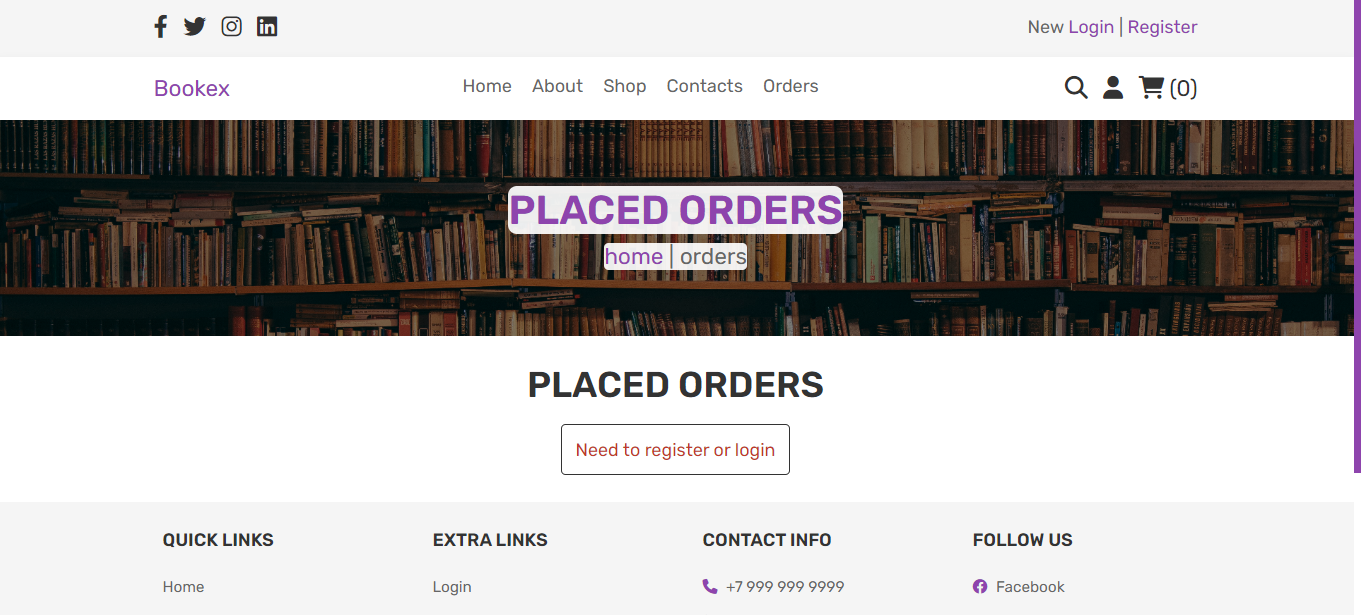 New Login | Register
Bookex
Home About Shop Contacts Orders
(0)
PLACED ORDERS
home | orders
PLACED ORDERS
Need to register or login
QUICK LINKS
EXTRA LINKS
CONTACT INFO
FOLLOW US
Home
Login
+7 999 999 9999
Facebook